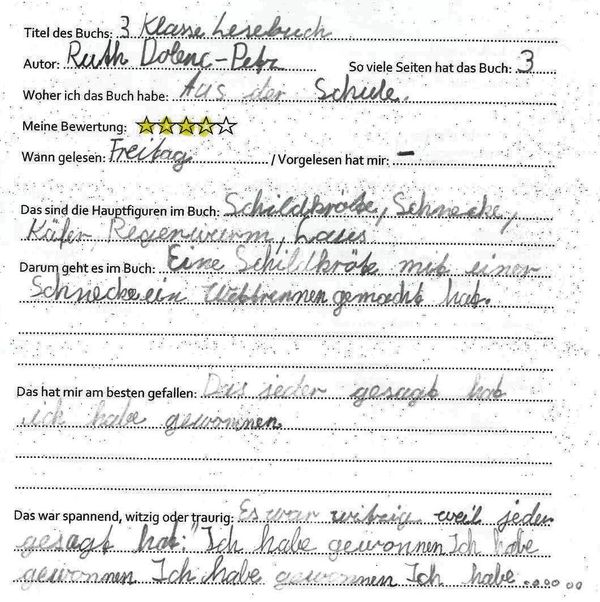 Titel des Buchs: 3 Klasse Lesebuch
Autor: Ruth Dolenc-Petz So viele Seiten hat das Buch: 3
Woher ich das Buch habe: Aus der Schule.
Meine Bewertung:
Wann gelesen: Freitag / Vorgelesen hat mir: –
Das sind die Hauptfiguren im Buch: Schildkröte, Schnecke,
Käfer, Regenwurm, Laus
Darum geht es im Buch: Eine Schildkröte mit einer
Schnecke ein Wettrennen gemacht hat.
Das hat mir am besten gefallen: Das jeder gesagt hat
ich habe gewonnen.
Das war spannend, witzig oder traurig: Es war witzig weil jeder
gesagt hat: "Ich habe gewonnen Ich habe
gewonnen Ich habe gewonnen Ich habe ........